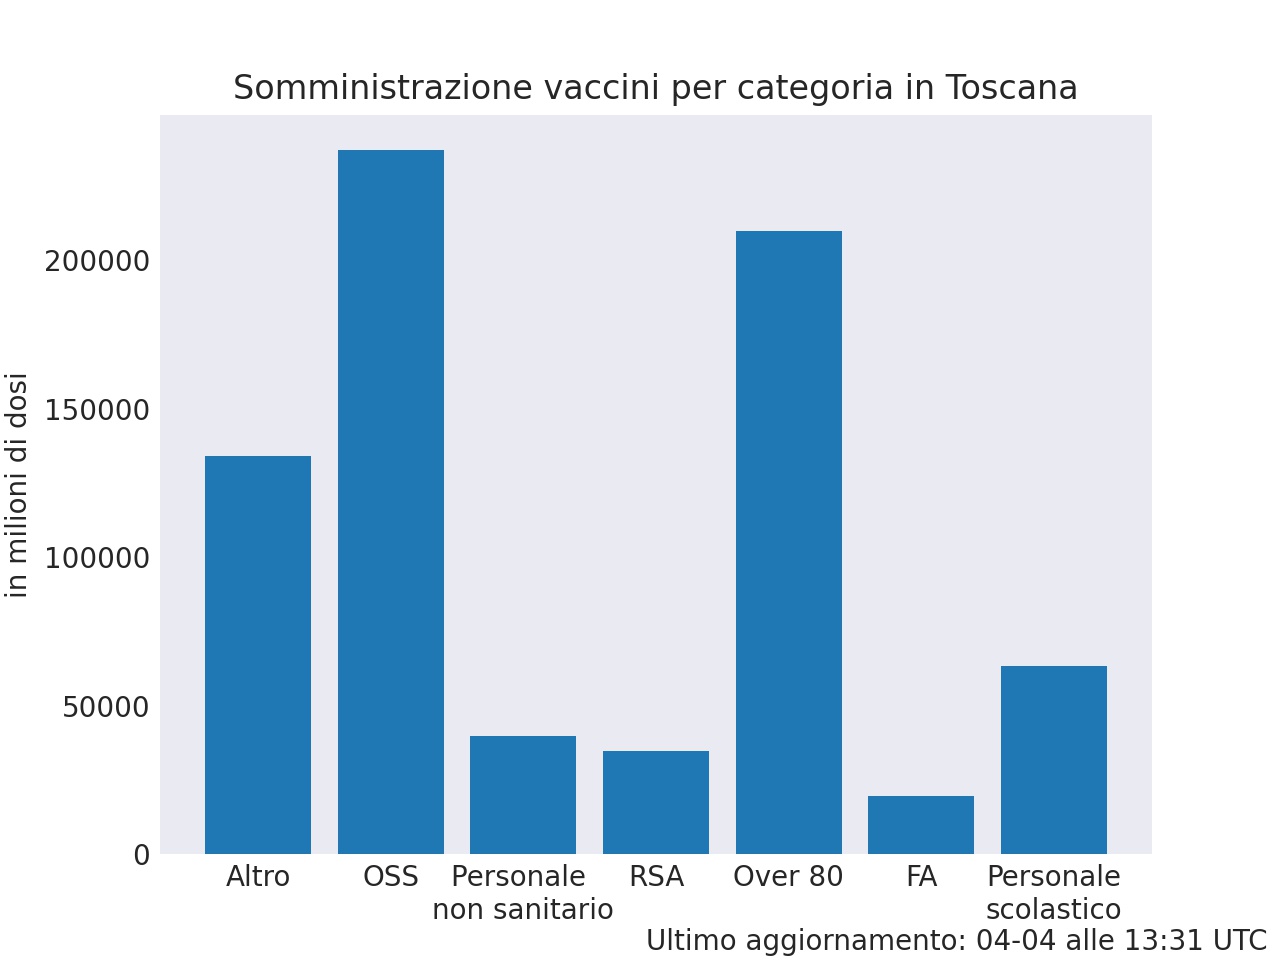 Somministrazione vaccini per categoria in Toscana
in milioni di dosi
200000
150000
100000
50000
0
Altro
OSS
Personale
non sanitario
RSA
Over 80
FA
Personale
scolastico
Ultimo aggiornamento: 04-04 alle 13:31 UTC